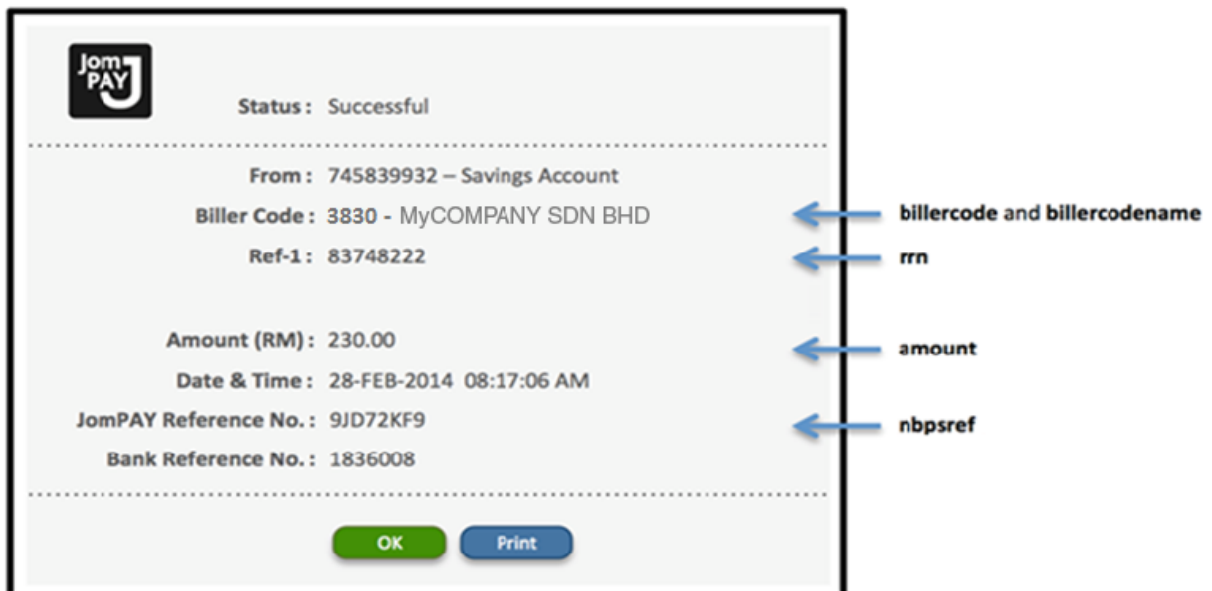 Jom
PAY
J
Status : Successful
From : 745839932 – Savings Account
Biller Code : 3830 - MyCOMPANY SDN BHD
billercode and billercodename
Ref-1 : 83748222
rrn
Amount (RM) : 230.00
amount
Date & Time : 28-FEB-2014 08:17:06 AM
JomPAY Reference No. : 9JD72KF9
nbpsref
Bank Reference No. : 1836008
OK
Print